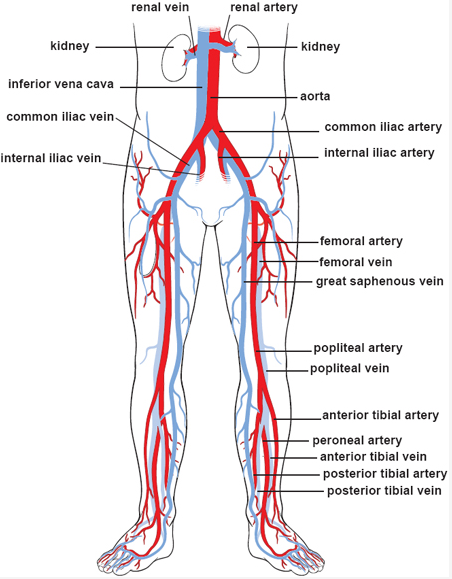 renal vein
renal artery
kidney
kidney
inferior vena cava
aorta
common iliac vein
common iliac artery
internal iliac vein
internal iliac artery
femoral artery
femoral vein
great saphenous vein
popliteal artery
popliteal vein
anterior tibial artery
peroneal artery
anterior tibial vein
posterior tibial artery
posterior tibial vein